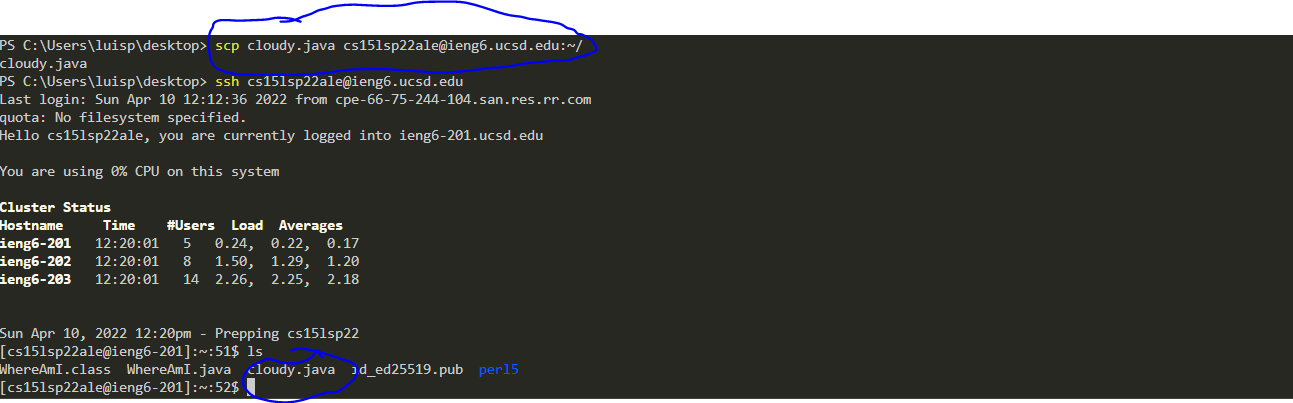 PS C:\Users\luisp\desktop> scp cloudy.java cs15lsp22ale@ieng6.ucsd.edu:~/
cloudy.java
PS C:\Users\luisp\desktop> ssh cs15lsp22ale@ieng6.ucsd.edu
Last login: Sun Apr 10 12:12:36 2022 from cpe-66-75-244-104.san.res.rr.com
quota: No filesystem specified.
Hello cs15lsp22ale, you are currently logged into ieng6-201.ucsd.edu
You are using 0% CPU on this system
Cluster Status
Hostname Time #Users Load Averages
ieng6-201 12:20:01 5 0.24, 0.22, 0.17
ieng6-202 12:20:01 8 1.50, 1.29, 1.20
ieng6-203 12:20:01 14 2.26, 2.25, 2.18
Sun Apr 10, 2022 12:20pm - Prepping cs15lsp22
[cs15lsp22ale@ieng6-201]:~:51$ ls
WhereAmI.class WhereAmI.java cloudy.java id_ed25519.pub perl5
[cs15lsp22ale@ieng6-201]:~:52$